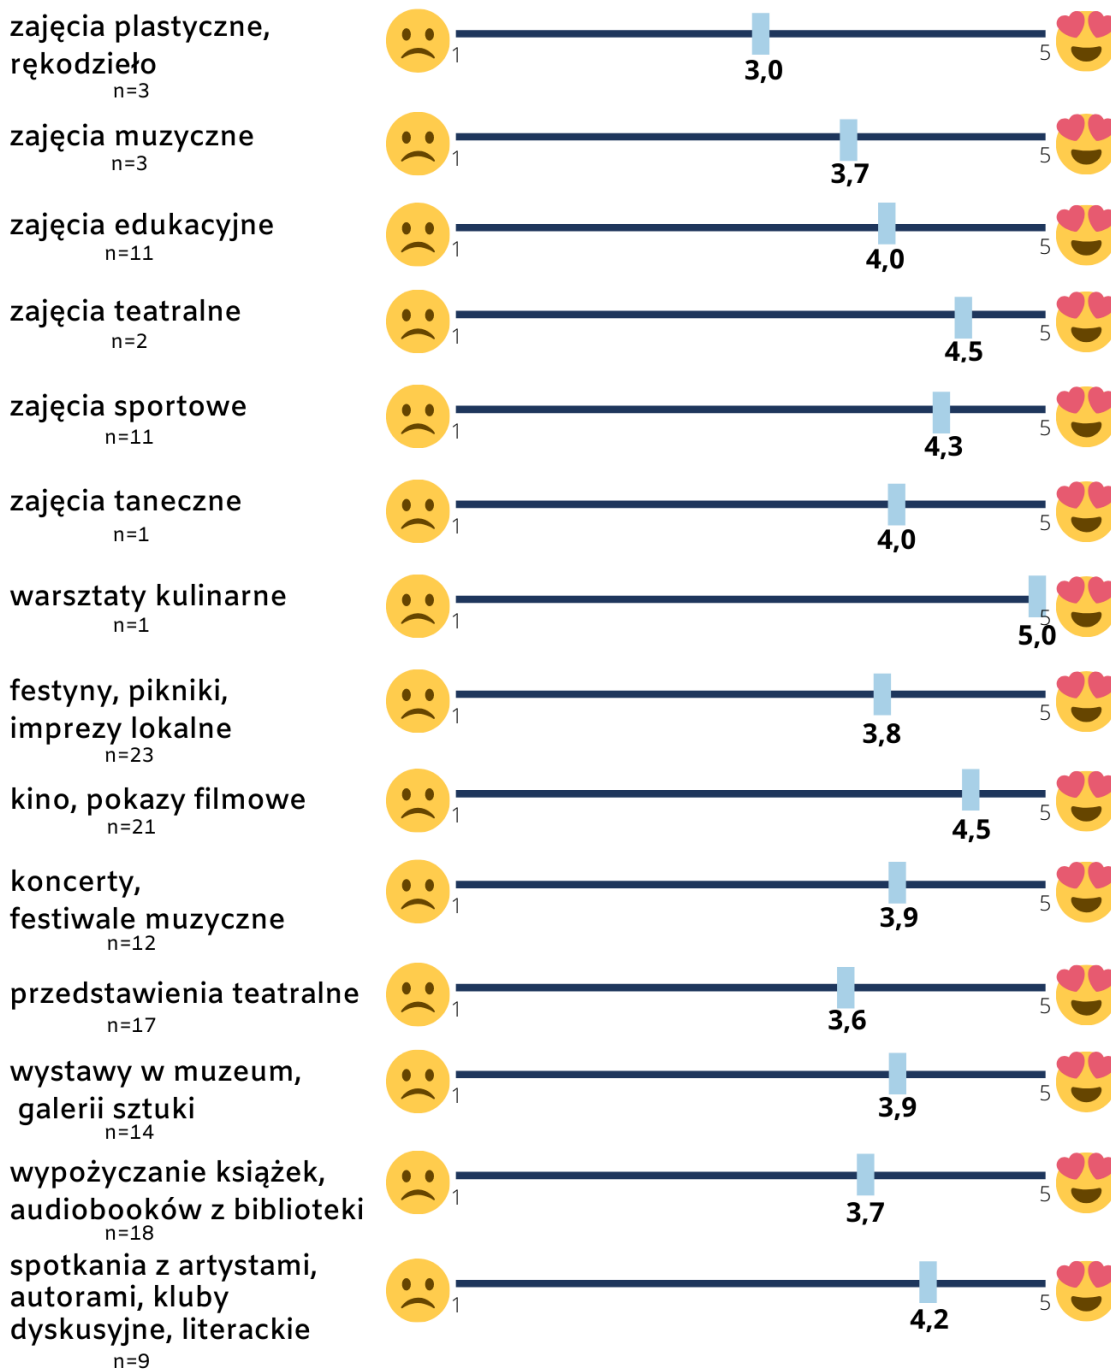 zajęcia plastyczne,
rękodzieło
n=3
1
3,0
5
zajęcia muzyczne
n=3
1
3,7
5
zajęcia edukacyjne
n=11
1
4,0
5
zajęcia teatralne
n=2
1
4,5
5
zajęcia sportowe
n=11
1
4,3
5
zajęcia taneczne
n=1
1
4,0
5
warsztaty kulinarne
n=1
1
5,0
5
festyny, pikniki,
imprezy lokalne
n=23
1
3,8
5
kino, pokazy filmowe
n=21
1
4,5
5
koncerty,
festiwale muzyczne
n=12
1
3,9
5
przedstawienia teatralne
n=17
1
3,6
5
wystawy w muzeum,
galerii sztuki
n=14
1
3,9
5
wypożyczanie książek,
audiobooków z biblioteki
n=18
1
3,7
5
spotkania z artystami,
autorami, kluby
dyskusyjne, literackie
n=9
1
4,2
5